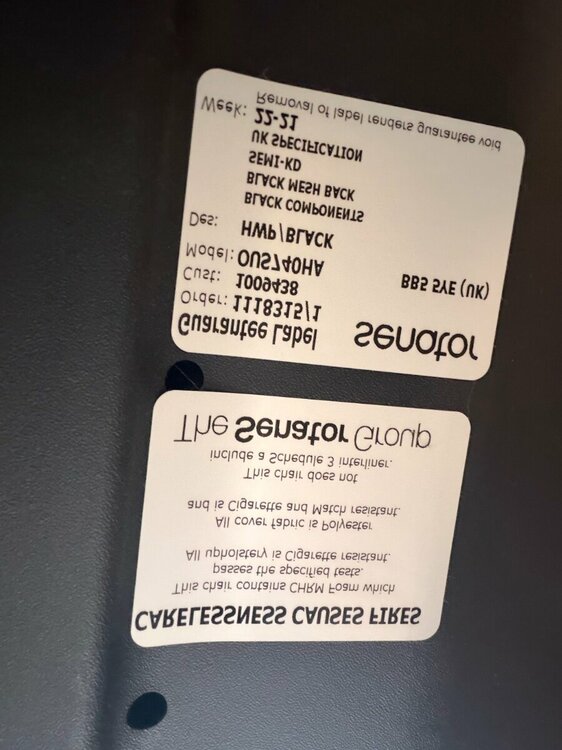 CARELESSNESS CAUSES FIRES
This chair contains CHRM Foam which
passes the specified tests.
All upholstery is Cigarette resistant.
All cover fabric is Polyester
and is Cigarette and Match resistant.
This chair does not
include a Schedule 3 interliner.
The Senator Group
Guarantee Label senator
Order: 1118315/1
Cust: 1009438 BB5 5YE (UK)
Model: OUS740HA
Des: HWP/BLACK
BLACK COMPONENTS
BLACK MESH BACK
SEMI-KD
UK SPECIFICATION
Week: 22-21
Removal of label renders guarantee void